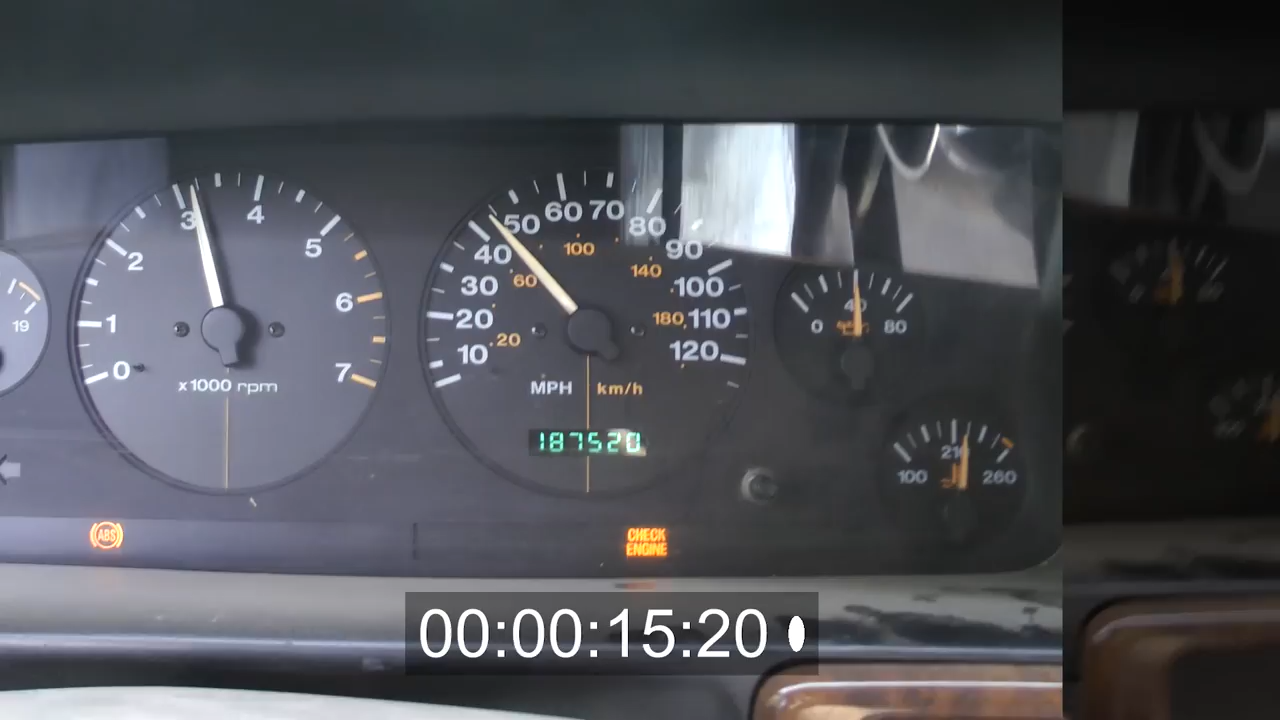 19
0 1 2 3 4 5 6 7
x1000 rpm
10 20 30 40 50 60 70 80 90 100 110 120
20 60 100 140 180
MPH km/h
187520
0 40 80
100 210 260
ABS
CHECK
ENGINE
00:00:15:20